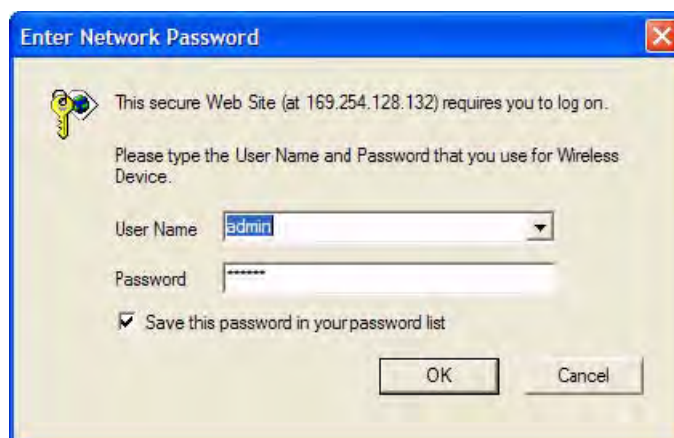 Enter Network Password
This secure Web Site (at 169.254.128.132) requires you to log on.
Please type the User Name and Password that you use for Wireless
Device.
User Name admin
Password ******
Save this password in your password list
OK Cancel